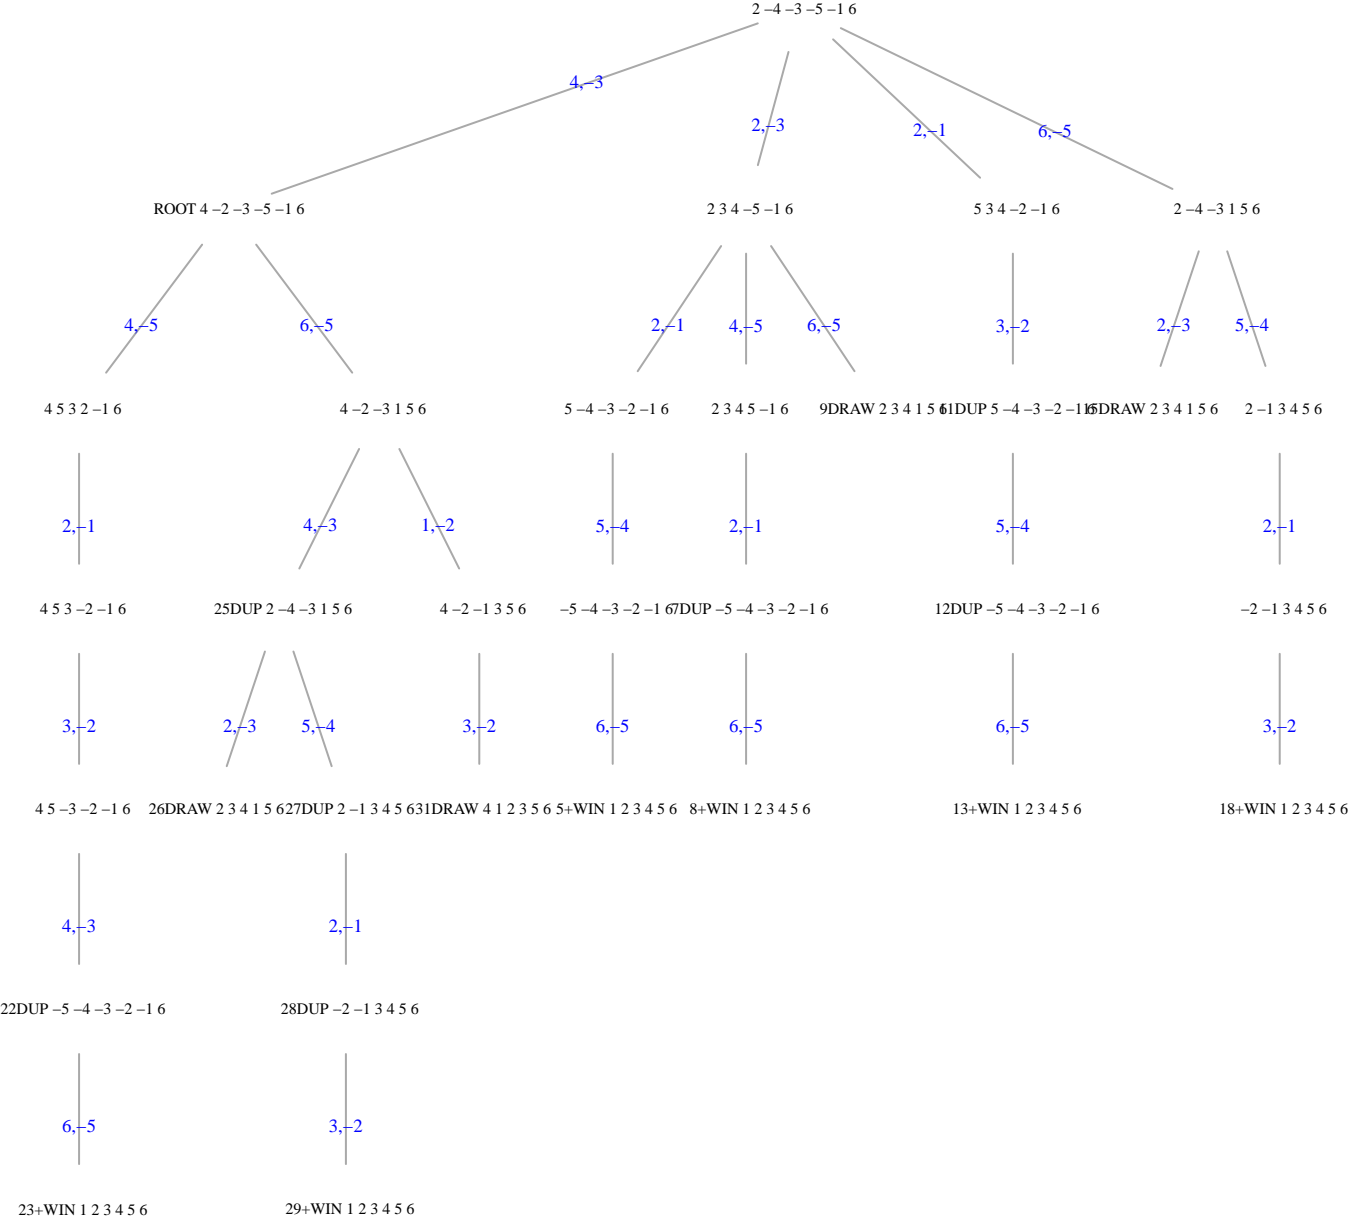 2 –4 –3 –5 –1 6
4,–3
2,–3
2,–1
6,–5
ROOT 4 –2 –3 –5 –1 6
2 3 4 –5 –1 6
5 3 4 –2 –1 6
2 –4 –3 1 5 6
4,–5
6,–5
2,–1
4,–5
6,–5
3,–2
2,–3
5,–4
4 5 3 2 –1 6
4 –2 –3 1 5 6
5 –4 –3 –2 –1 6
2 3 4 5 –1 6
9DRAW 2 3 4 1 5 6
11DUP 5 –4 –3 –2 –1 6
15DRAW 2 3 4 1 5 6
2 –1 3 4 5 6
2,–1
4,–3
1,–2
5,–4
2,–1
5,–4
2,–1
4 5 3 –2 –1 6
25DUP 2 –4 –3 1 5 6
4 –2 –1 3 5 6
–5 –4 –3 –2 –1 6
7DUP –5 –4 –3 –2 –1 6
12DUP –5 –4 –3 –2 –1 6
–2 –1 3 4 5 6
3,–2
2,–3
5,–4
3,–2
6,–5
6,–5
6,–5
3,–2
4 5 –3 –2 –1 6
26DRAW 2 3 4 1 5 6
27DUP 2 –1 3 4 5 6
31DRAW 4 1 2 3 5 6
5+WIN 1 2 3 4 5 6
8+WIN 1 2 3 4 5 6
13+WIN 1 2 3 4 5 6
18+WIN 1 2 3 4 5 6
4,–3
2,–1
22DUP –5 –4 –3 –2 –1 6
28DUP –2 –1 3 4 5 6
6,–5
3,–2
23+WIN 1 2 3 4 5 6
29+WIN 1 2 3 4 5 6